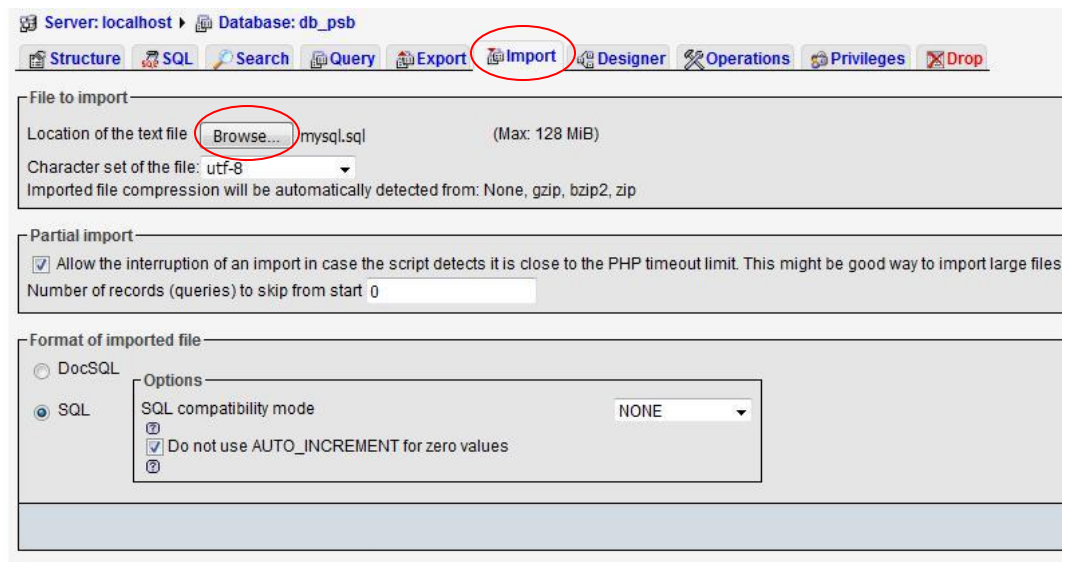 Server: localhost Database: db_psb
Structure SQL Search Query Export Import Designer Operations Privileges Drop
File to import
Location of the text file Browse... mysql.sql (Max: 128 MiB)
Character set of the file: utf-8
Imported file compression will be automatically detected from: None, gzip, bzip2, zip
Partial import
Allow the interruption of an import in case the script detects it is close to the PHP timeout limit. This might be good way to import large files
Number of records (queries) to skip from start 0
Format of imported file
DocSQL
Options
SQL SQL compatibility mode NONE
Do not use AUTO_INCREMENT for zero values